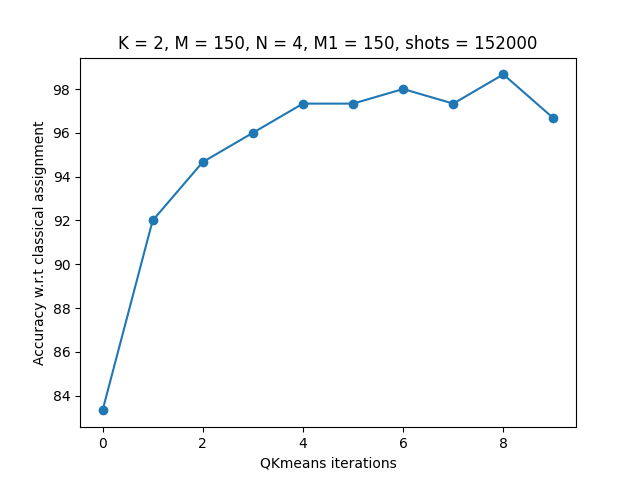 K = 2, M = 150, N = 4, M1 = 150, shots = 152000
98
96
94
92
90
88
86
84
Accuracy w.r.t classical assignment
0 2 4 6 8
QKmeans iterations